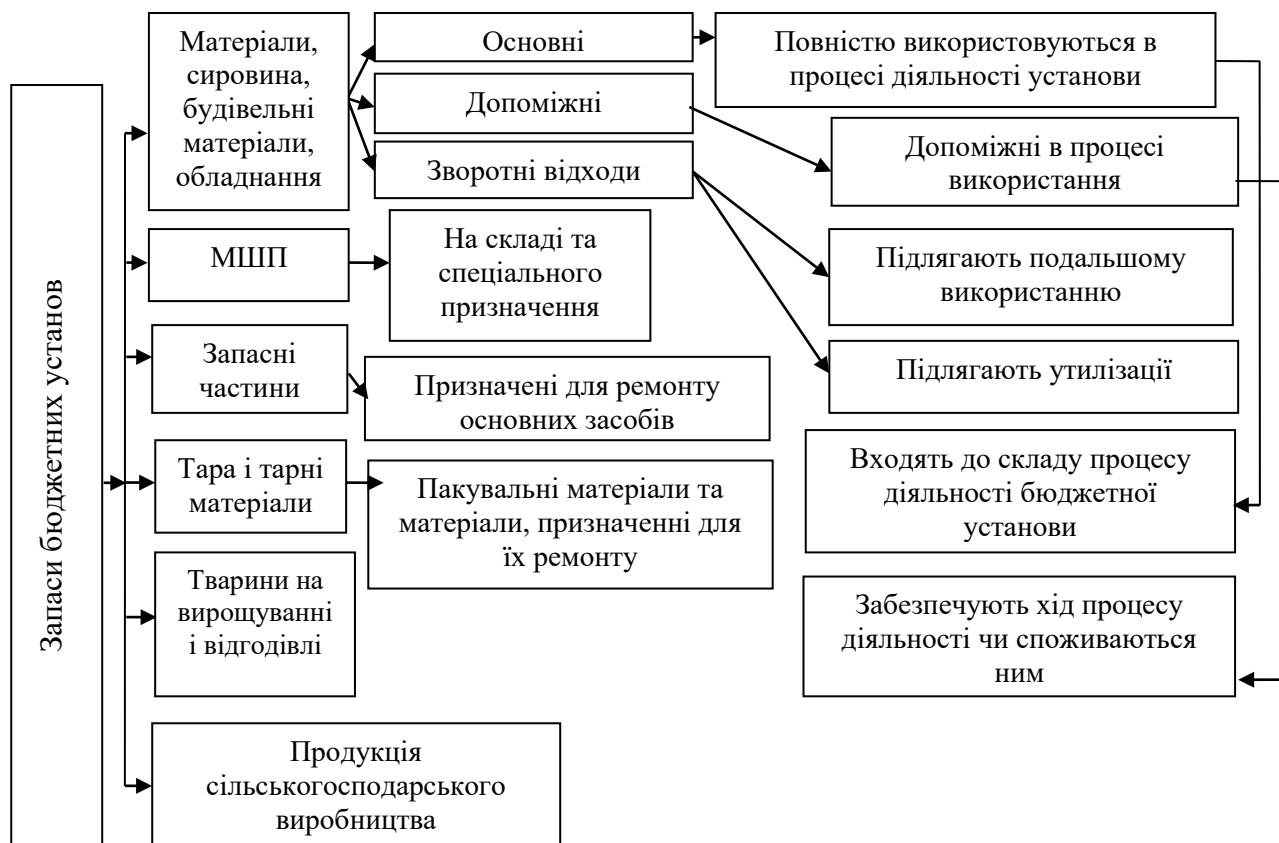 Запаси бюджетних установ
Матеріали,
сировина,
будівельні
матеріали,
обладнання
Основні
Повністю використовуються в
процесі діяльності установи
Допоміжні
Допоміжні в процесі
використання
Зворотні відходи
Підлягають подальшому
використанню
Підлягають утилізації
МШП
На складі та
спеціального
призначення
Запасні
частини
Призначені для ремонту
основних засобів
Тара і тарні
матеріали
Пакувальні матеріали та
матеріали, призначенні для
їх ремонту
Входять до складу процесу
діяльності бюджетної
установи
Тварини на
вирощуванні
і відгодівлі
Забезпечують хід процесу
діяльності чи споживаються
ним
Продукція
сільськогосподарського
виробництва